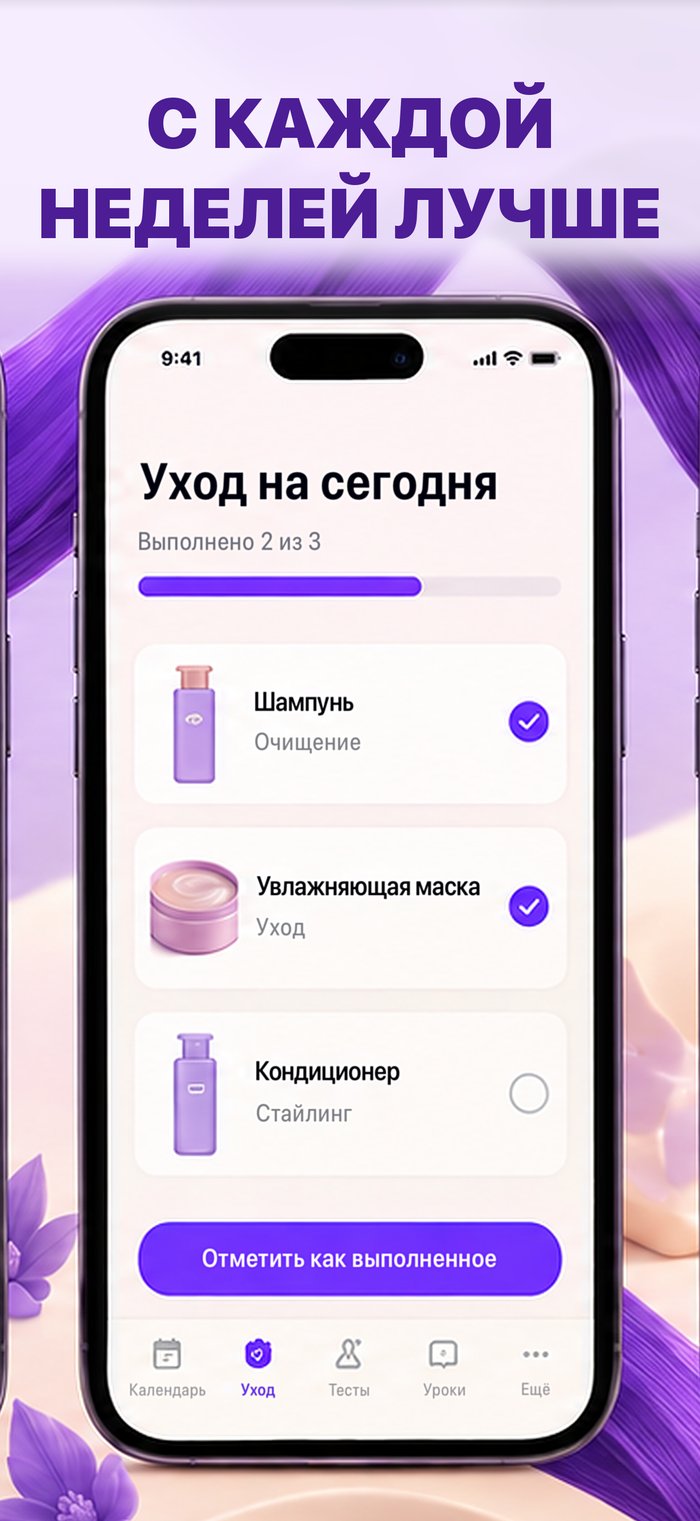 С КАЖДОЙ
НЕДЕЛЕЙ ЛУЧШЕ
9:41
Уход на сегодня
Выполнено 2 из 3
Шампунь
Очищение
Увлажняющая маска
Уход
Кондиционер
Стайлинг
Отметить как выполненное
Календарь
Уход
Тесты
Уроки
Ещё